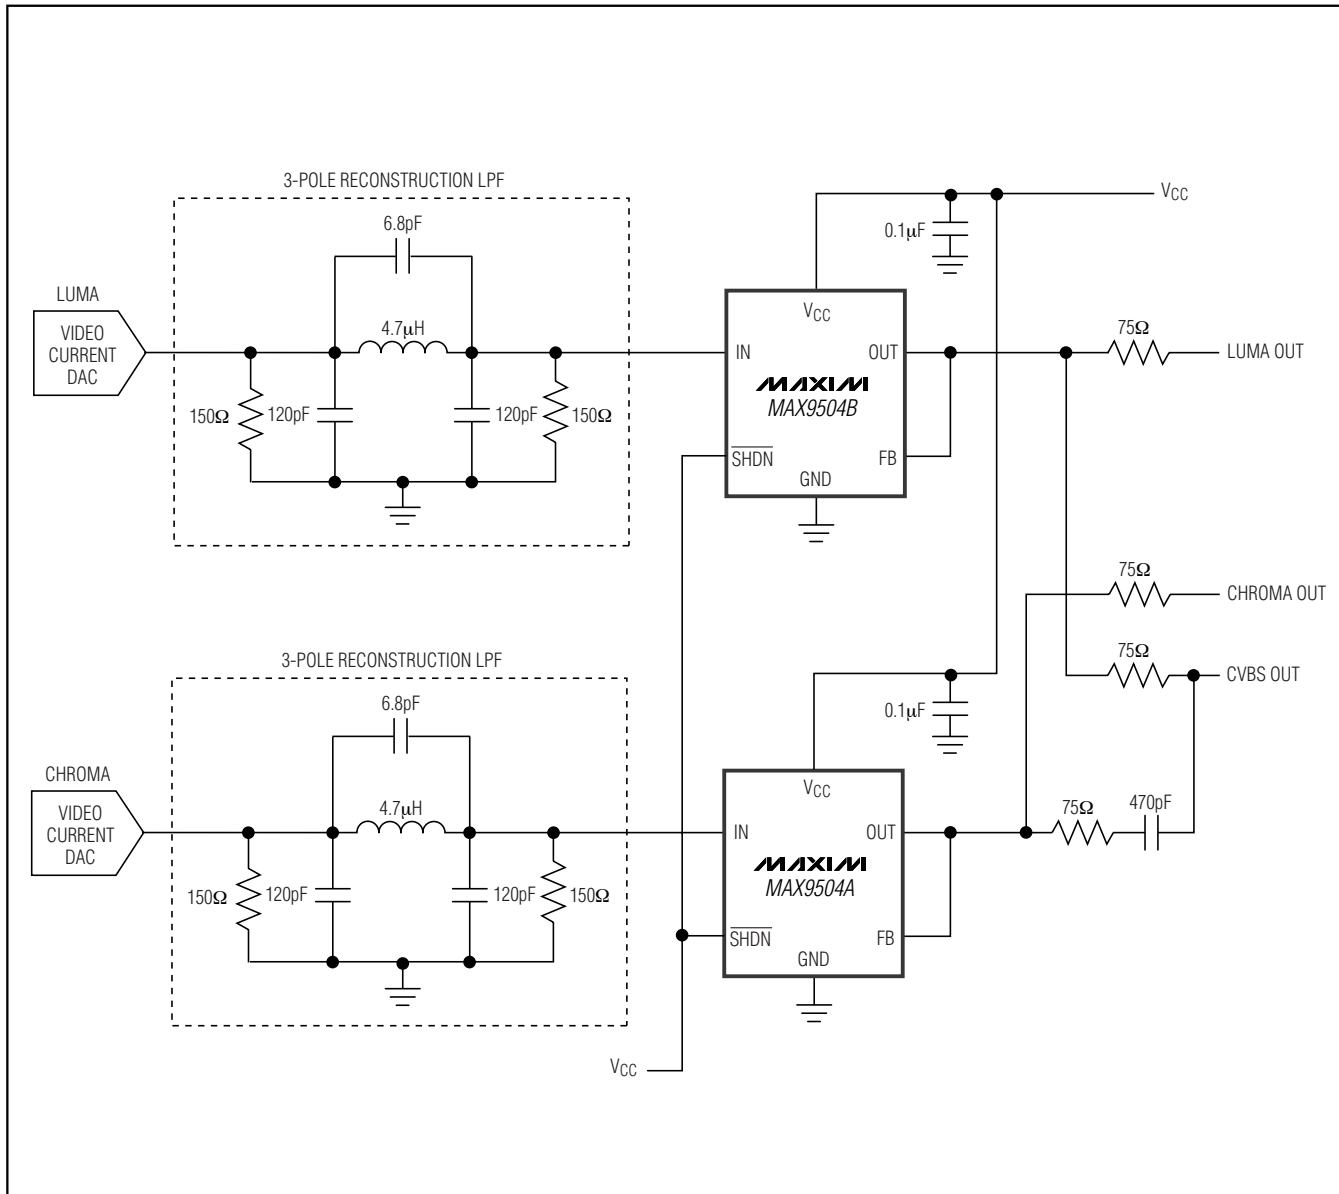 3-POLE RECONSTRUCTION LPF
6.8pF
4.7μH
LUMA
VIDEO
CURRENT
DAC
150Ω
120pF
120pF
150Ω
VCC
0.1μF
VCC
IN
OUT
MAXIM
MAX9504B
SHDN
FB
GND
75Ω
LUMA OUT
75Ω
CHROMA OUT
75Ω
CVBS OUT
3-POLE RECONSTRUCTION LPF
6.8pF
4.7μH
CHROMA
VIDEO
CURRENT
DAC
150Ω
120pF
120pF
150Ω
0.1μF
VCC
IN
OUT
MAXIM
MAX9504A
SHDN
FB
GND
75Ω
470pF
VCC